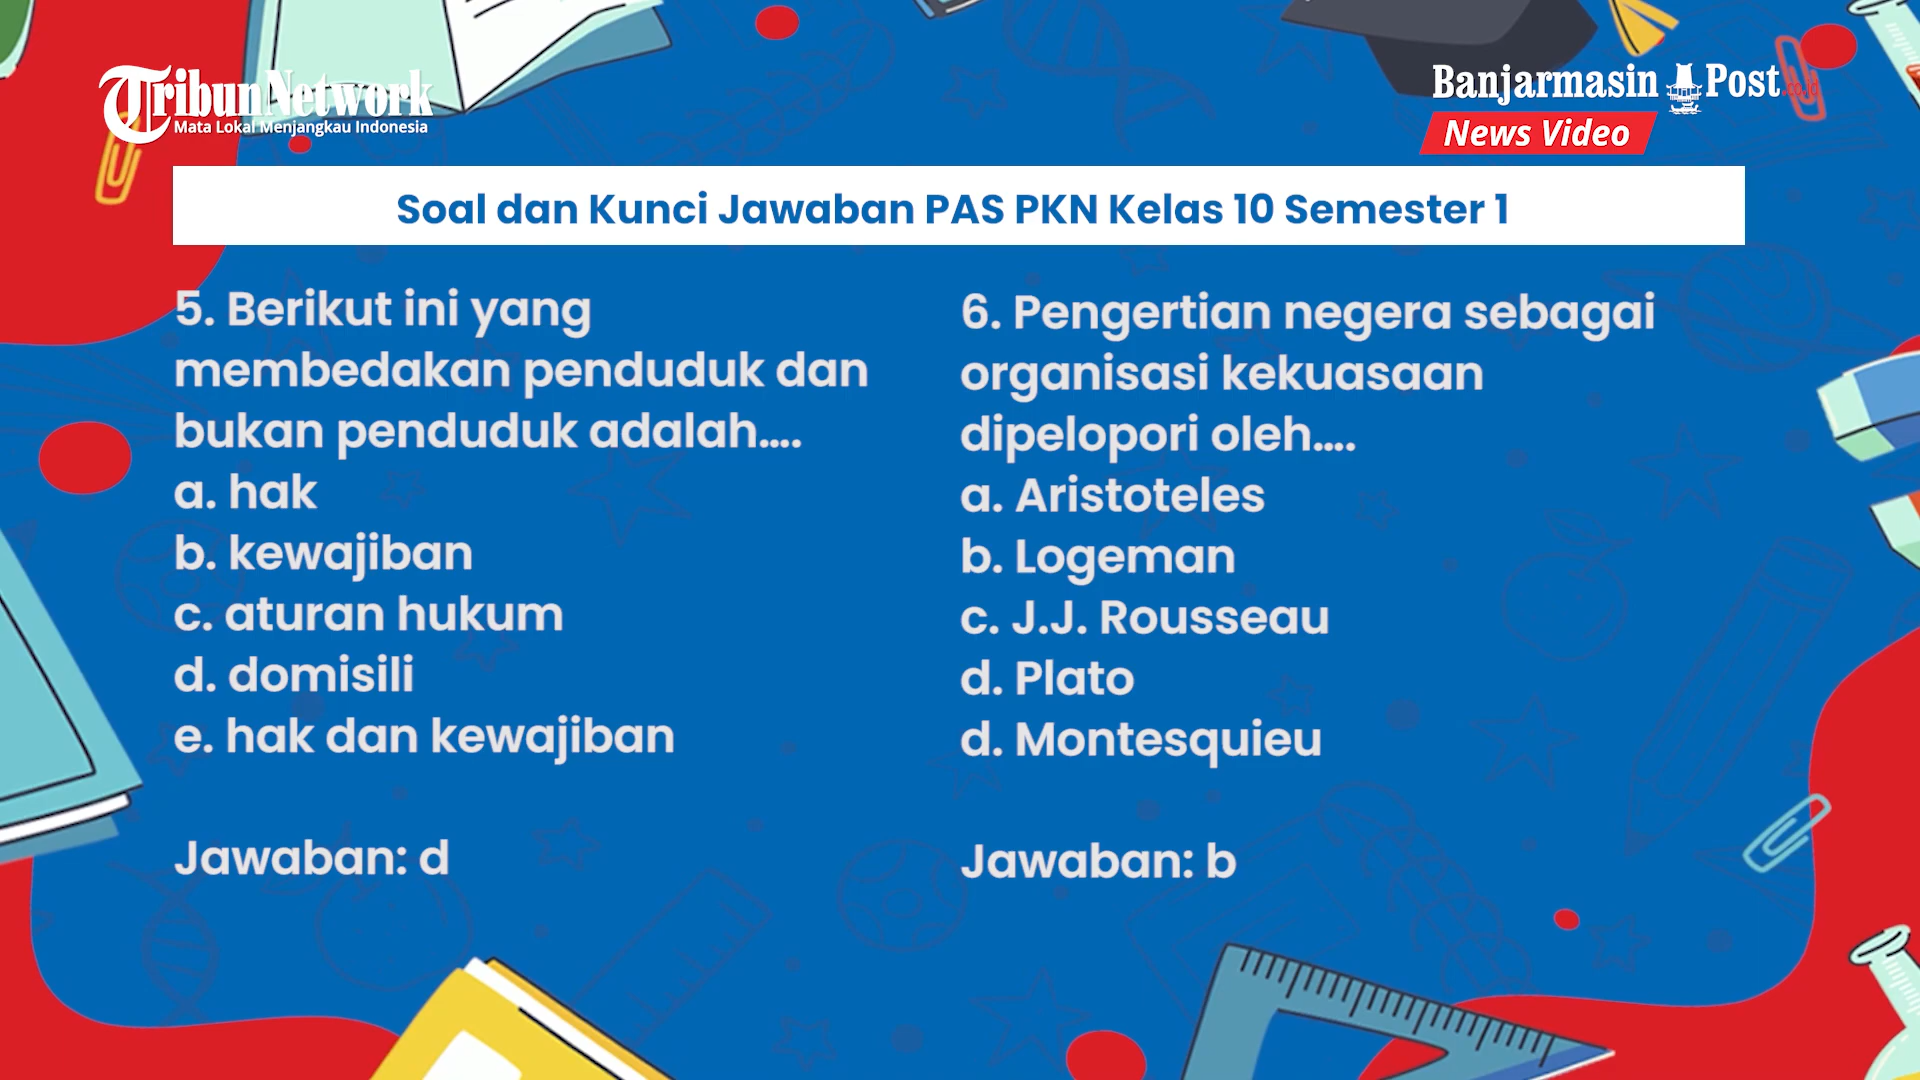 TribunNetwork
Mata Lokal Menjangkau Indonesia
Banjarmasin Post
News Video
Soal dan Kunci Jawaban PAS PKN Kelas 10 Semester 1
5. Berikut ini yang
membedakan penduduk dan
bukan penduduk adalah....
a. hak
b. kewajiban
c. aturan hukum
d. domisili
e. hak dan kewajiban
Jawaban: d
6. Pengertian negera sebagai
organisasi kekuasaan
dipelopori oleh....
a. Aristoteles
b. Logeman
c. J.J. Rousseau
d. Plato
d. Montesquieu
Jawaban: b